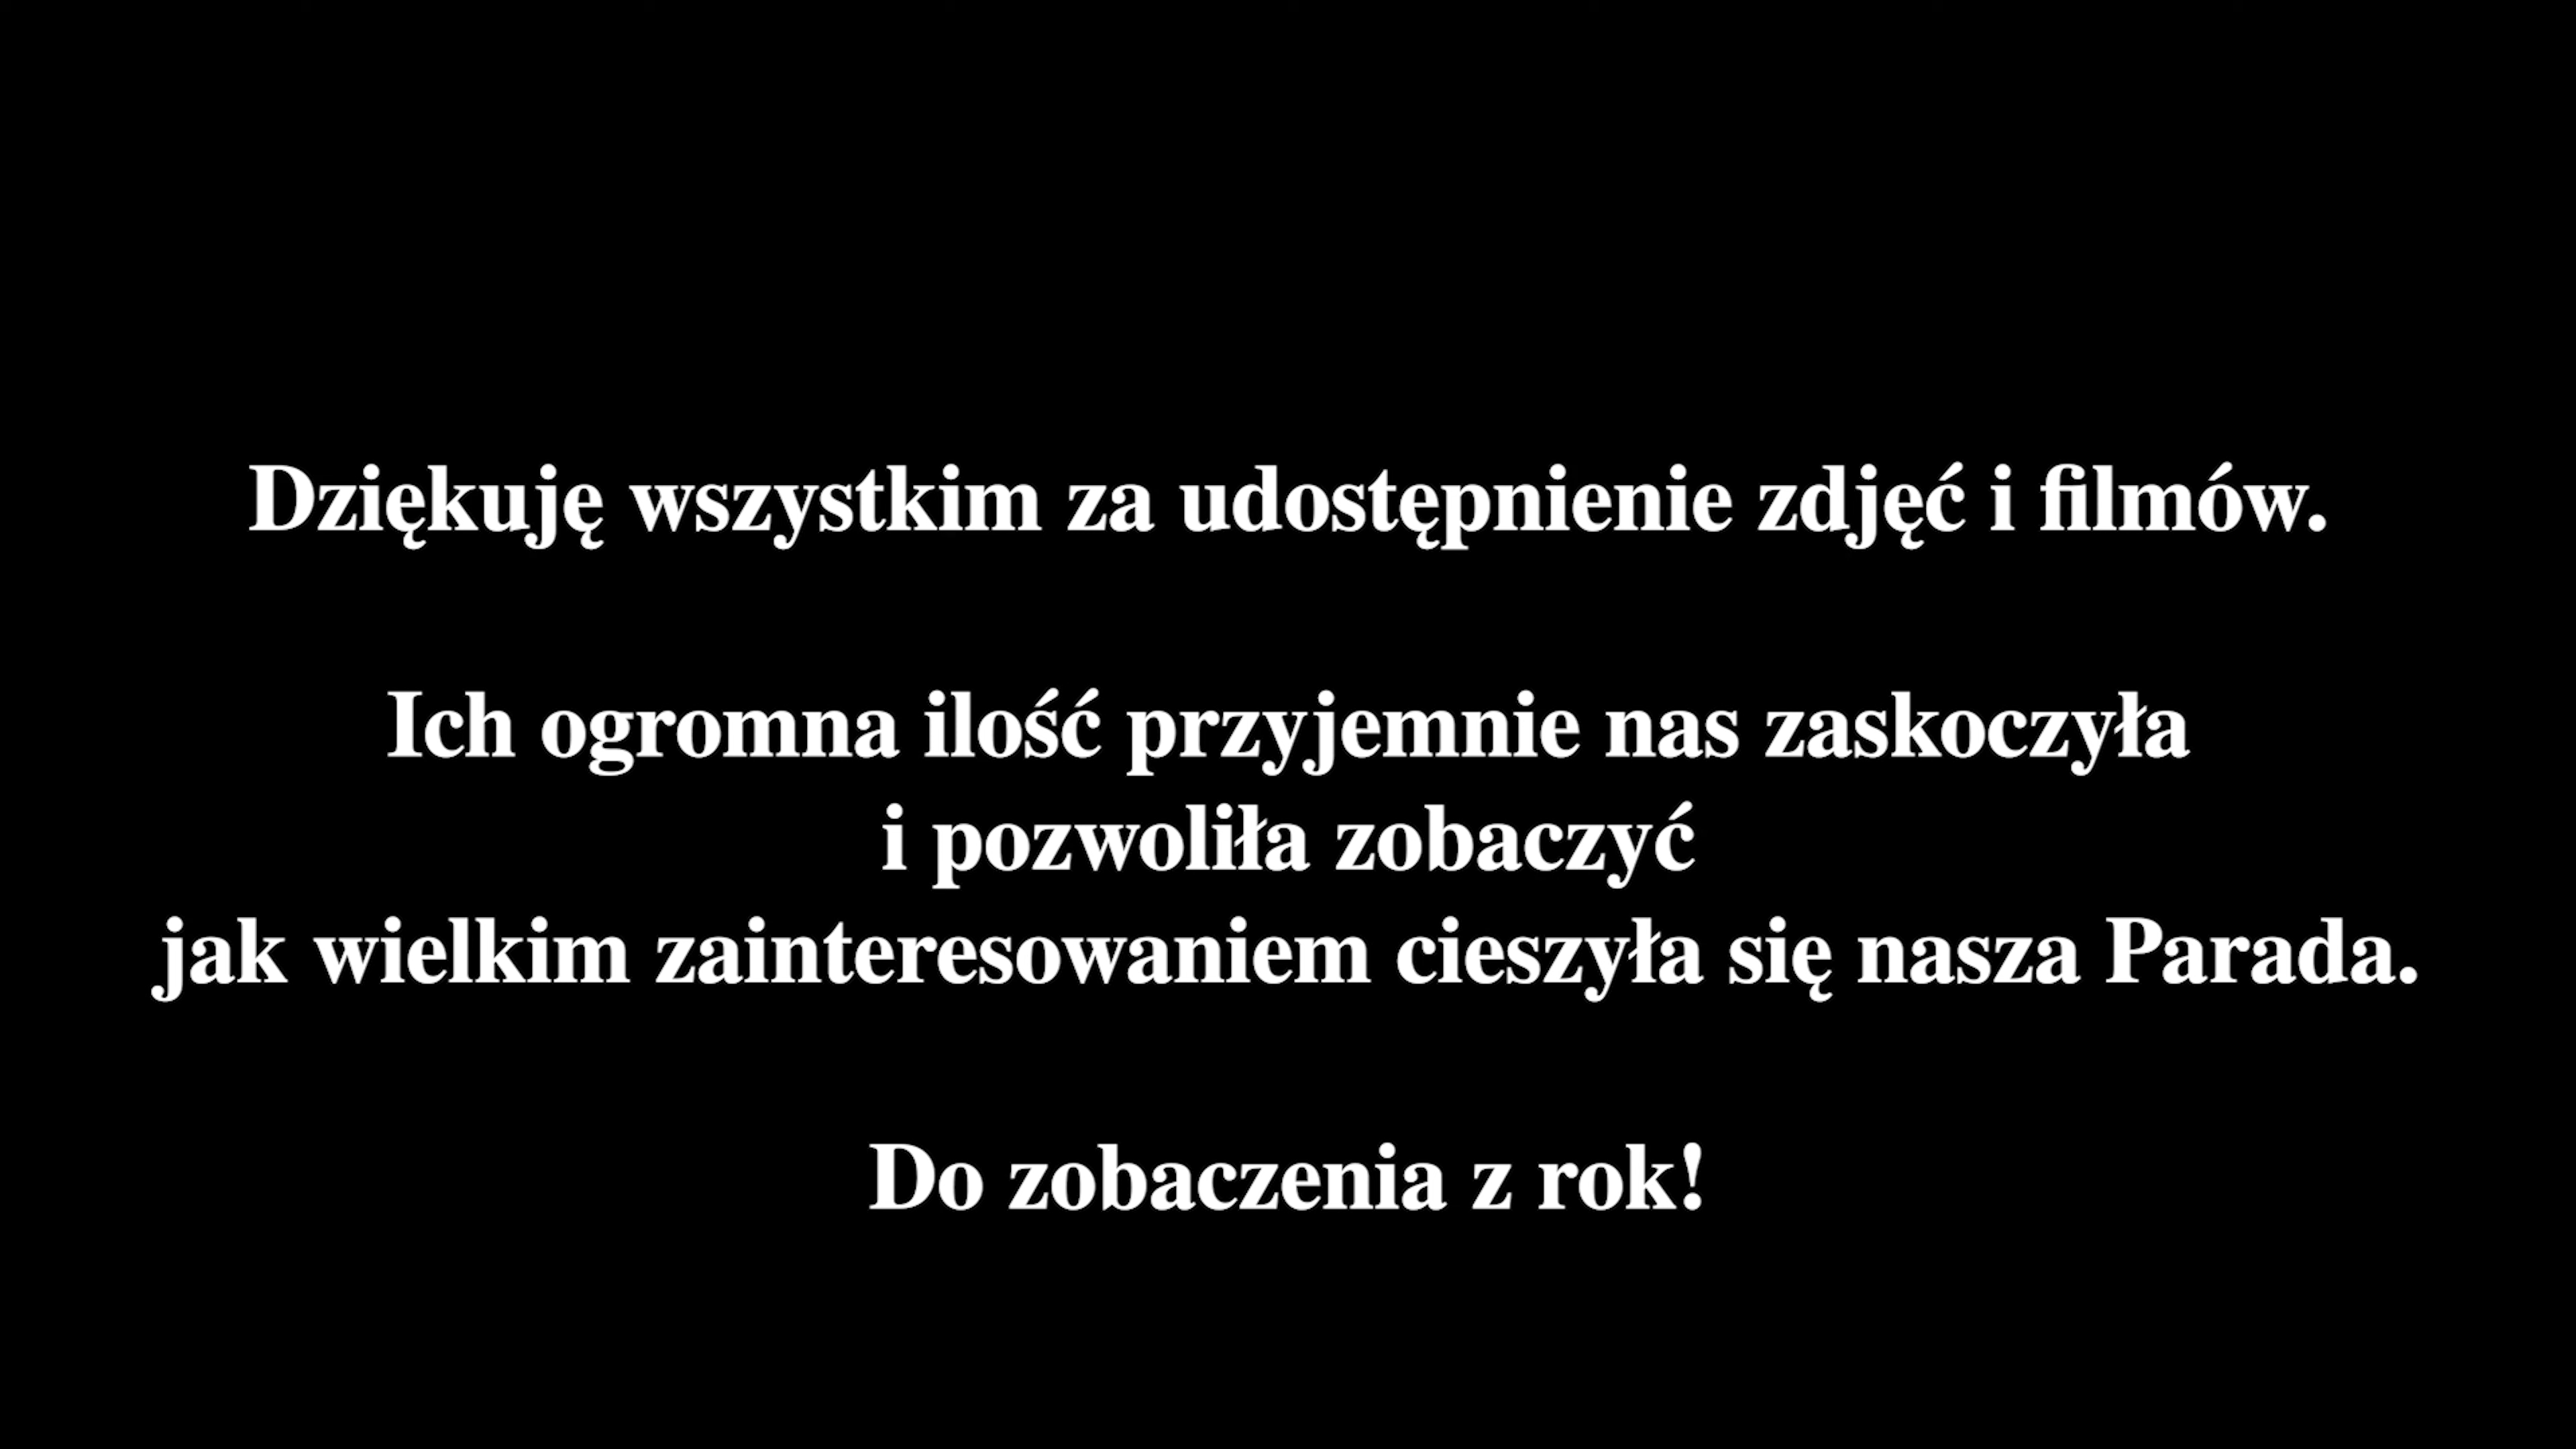 Dziękuję wszystkim za udostępnienie zdjęć i filmów.
Ich ogromna ilość przyjemnie nas zaskoczyła
i pozwoliła zobaczyć
jak wielkim zainteresowaniem cieszyła się nasza Parada.
Do zobaczenia z rok!